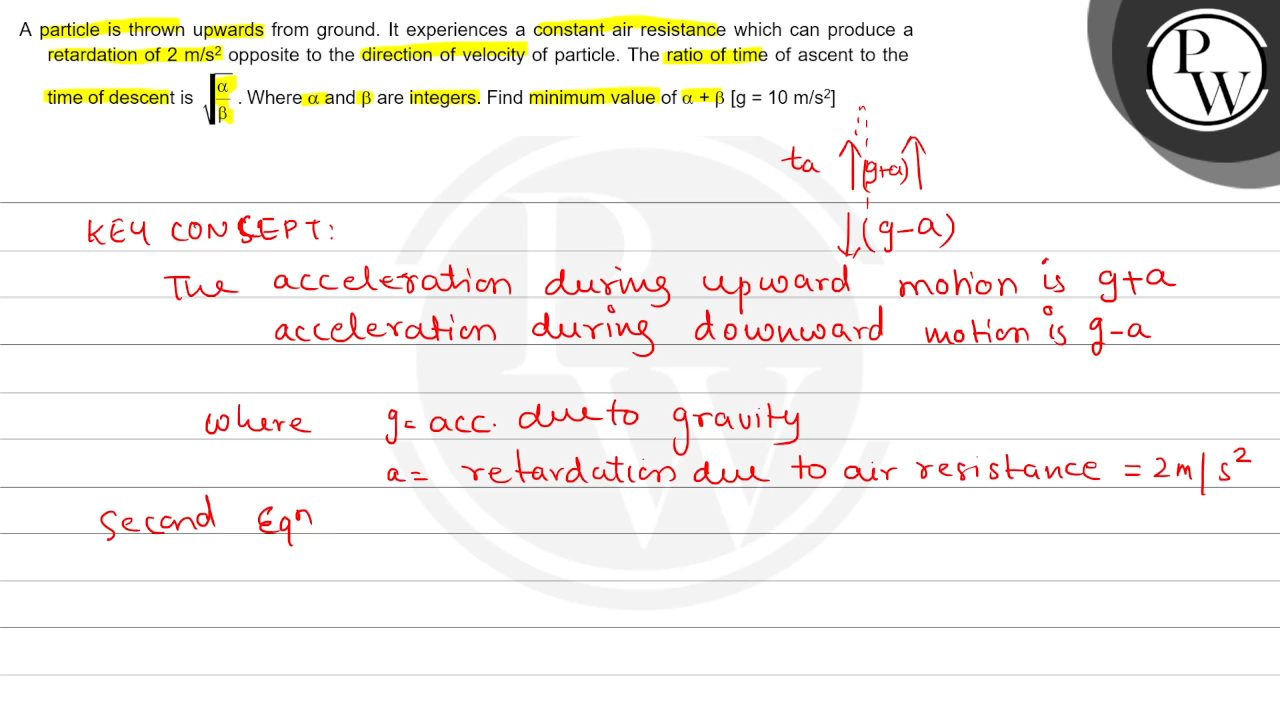 A particle is thrown upwards from ground. It experiences a constant air resistance which can produce a
retardation of 2 m/s² opposite to the direction of velocity of particle. The ratio of time of ascent to the
time of descent is √(α/β) . Where α and β are integers. Find minimum value of α + β [g = 10 m/s²]
P
W
ta ↑(g+a)↑
↓(g-a)
KEY CONCEPT:
The acceleration during upward motion is g+a
acceleration during downward motion is g-a
where g= acc. due to gravity
a= retardation due to air resistance = 2m/s²
Second Eqn